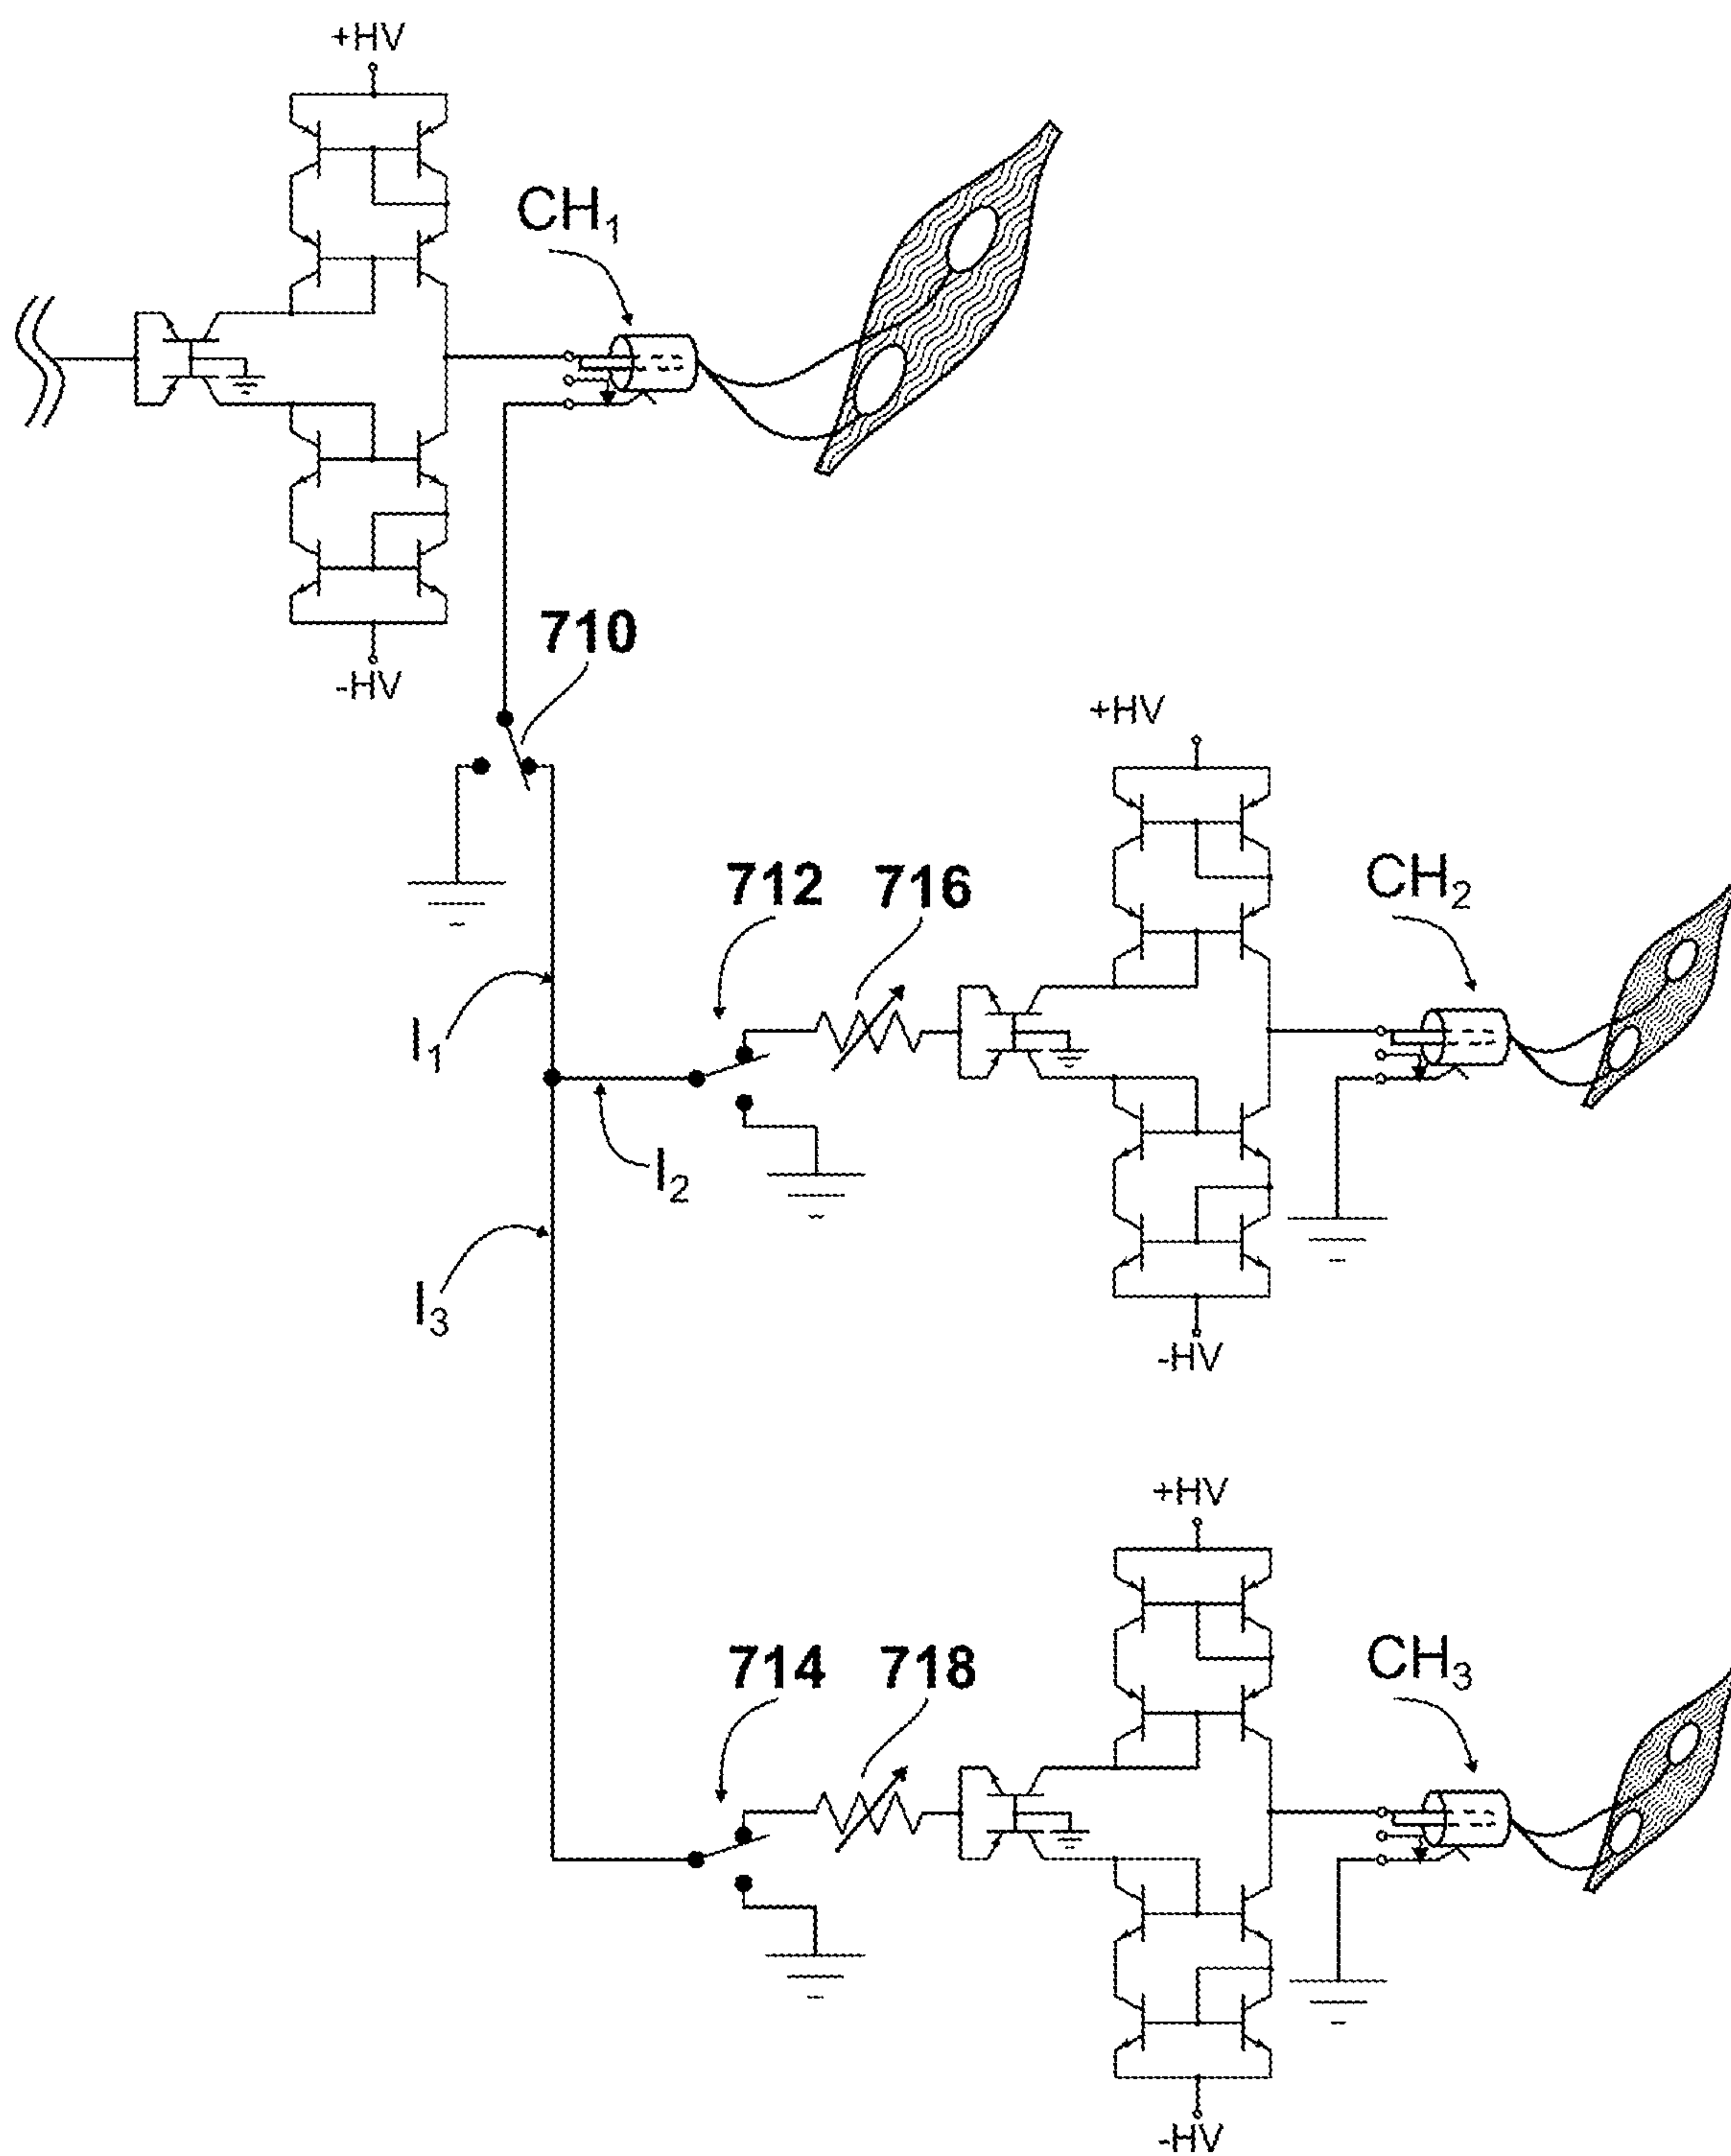 +HV
CH₁
-HV
710
+HV
712
716
CH₂
I₁
I₂
I₃
-HV
+HV
714
718
CH₃
-HV